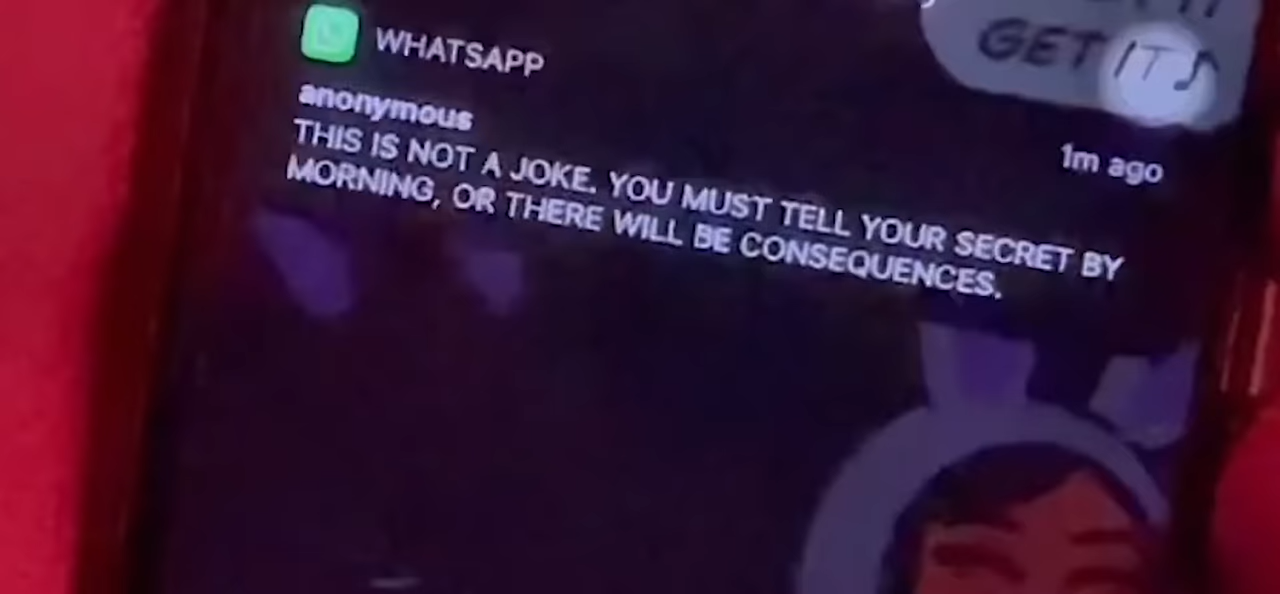 GET IT♪
WHATSAPP
anonymous
1m ago
THIS IS NOT A JOKE. YOU MUST TELL YOUR SECRET BY
MORNING, OR THERE WILL BE CONSEQUENCES.